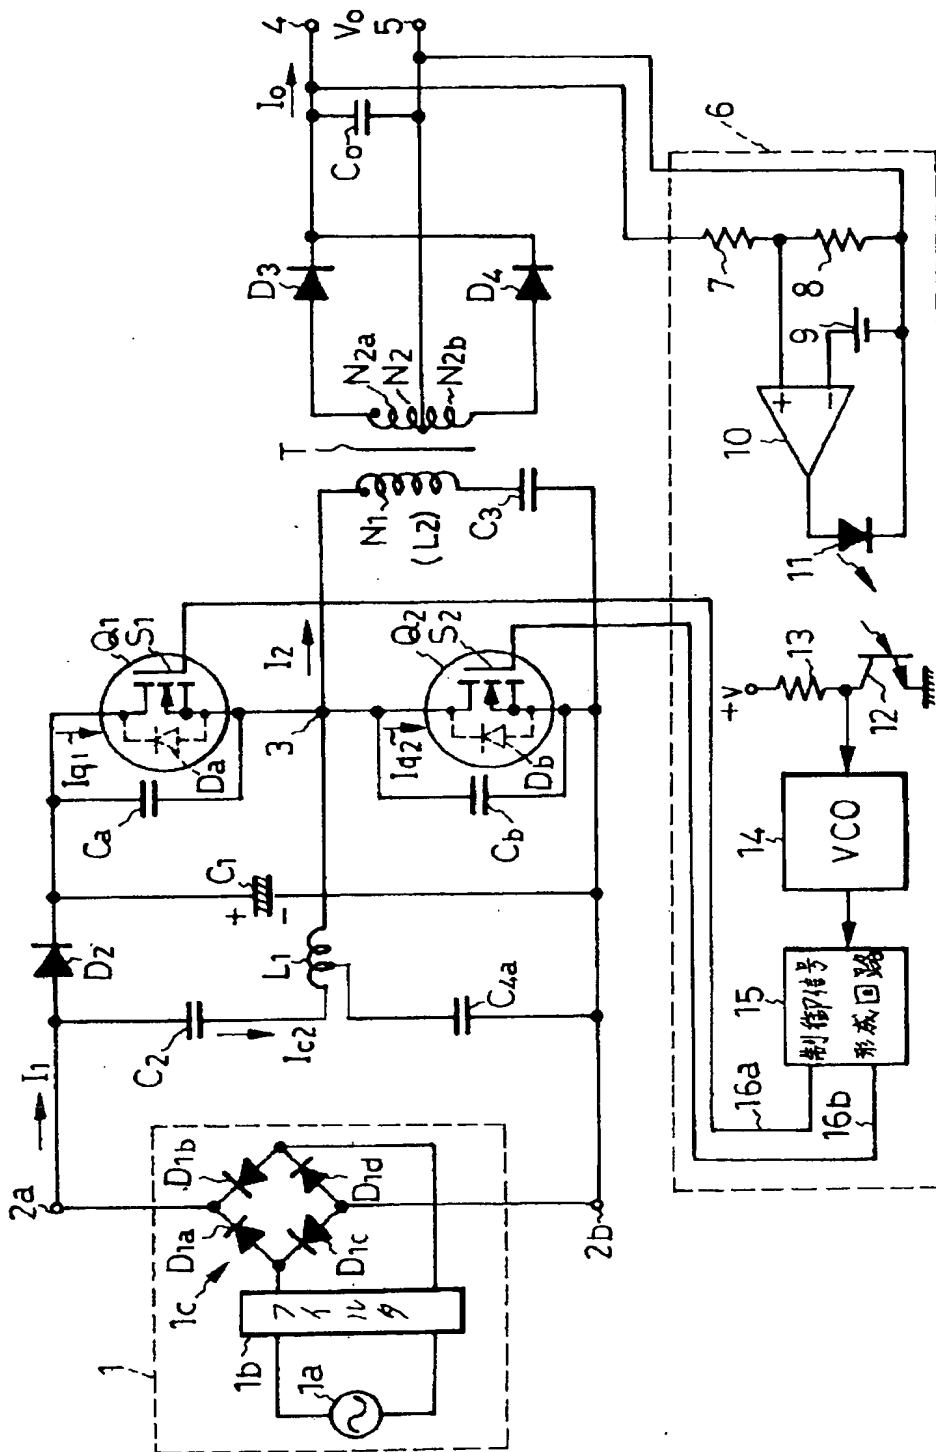 1
1a
1b
フイルタ
1c
D1a
D1b
D1c
D1d
2a
2b
I1
D2
C2
Ic2
L1
C4a
C1
+
-
Ca
Iq1
Da
Q1
S1
3
I2
Cb
Iq2
Db
Q2
S2
N1
(L2)
C3
T
N2a
N2
N2b
D3
D4
Co
Io
4
Vo
5
6
7
8
9
10
+
-
11
12
13
+V
14
VCO
15
制御信号
形成回路
16a
16b